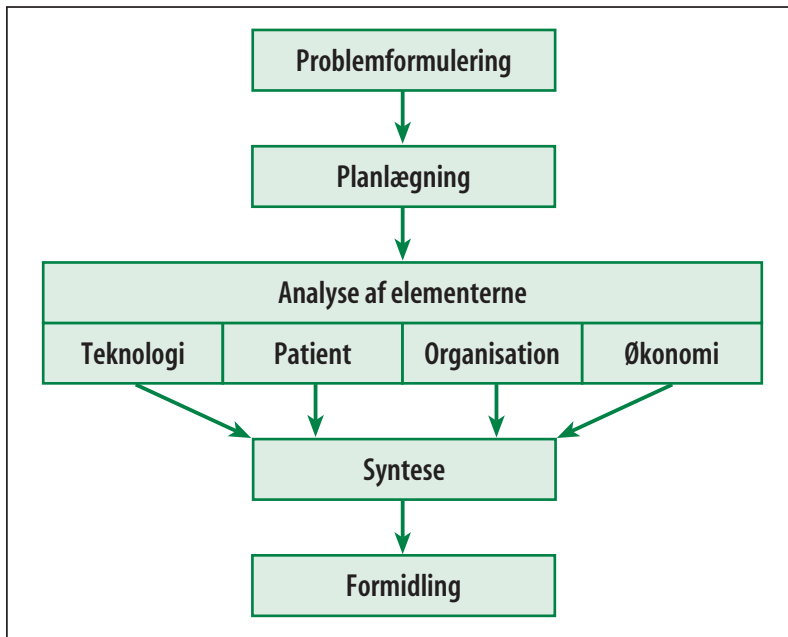 Problemformulering
Planlægning
Analyse af elementerne
Teknologi Patient Organisation Økonomi
Syntese
Formidling